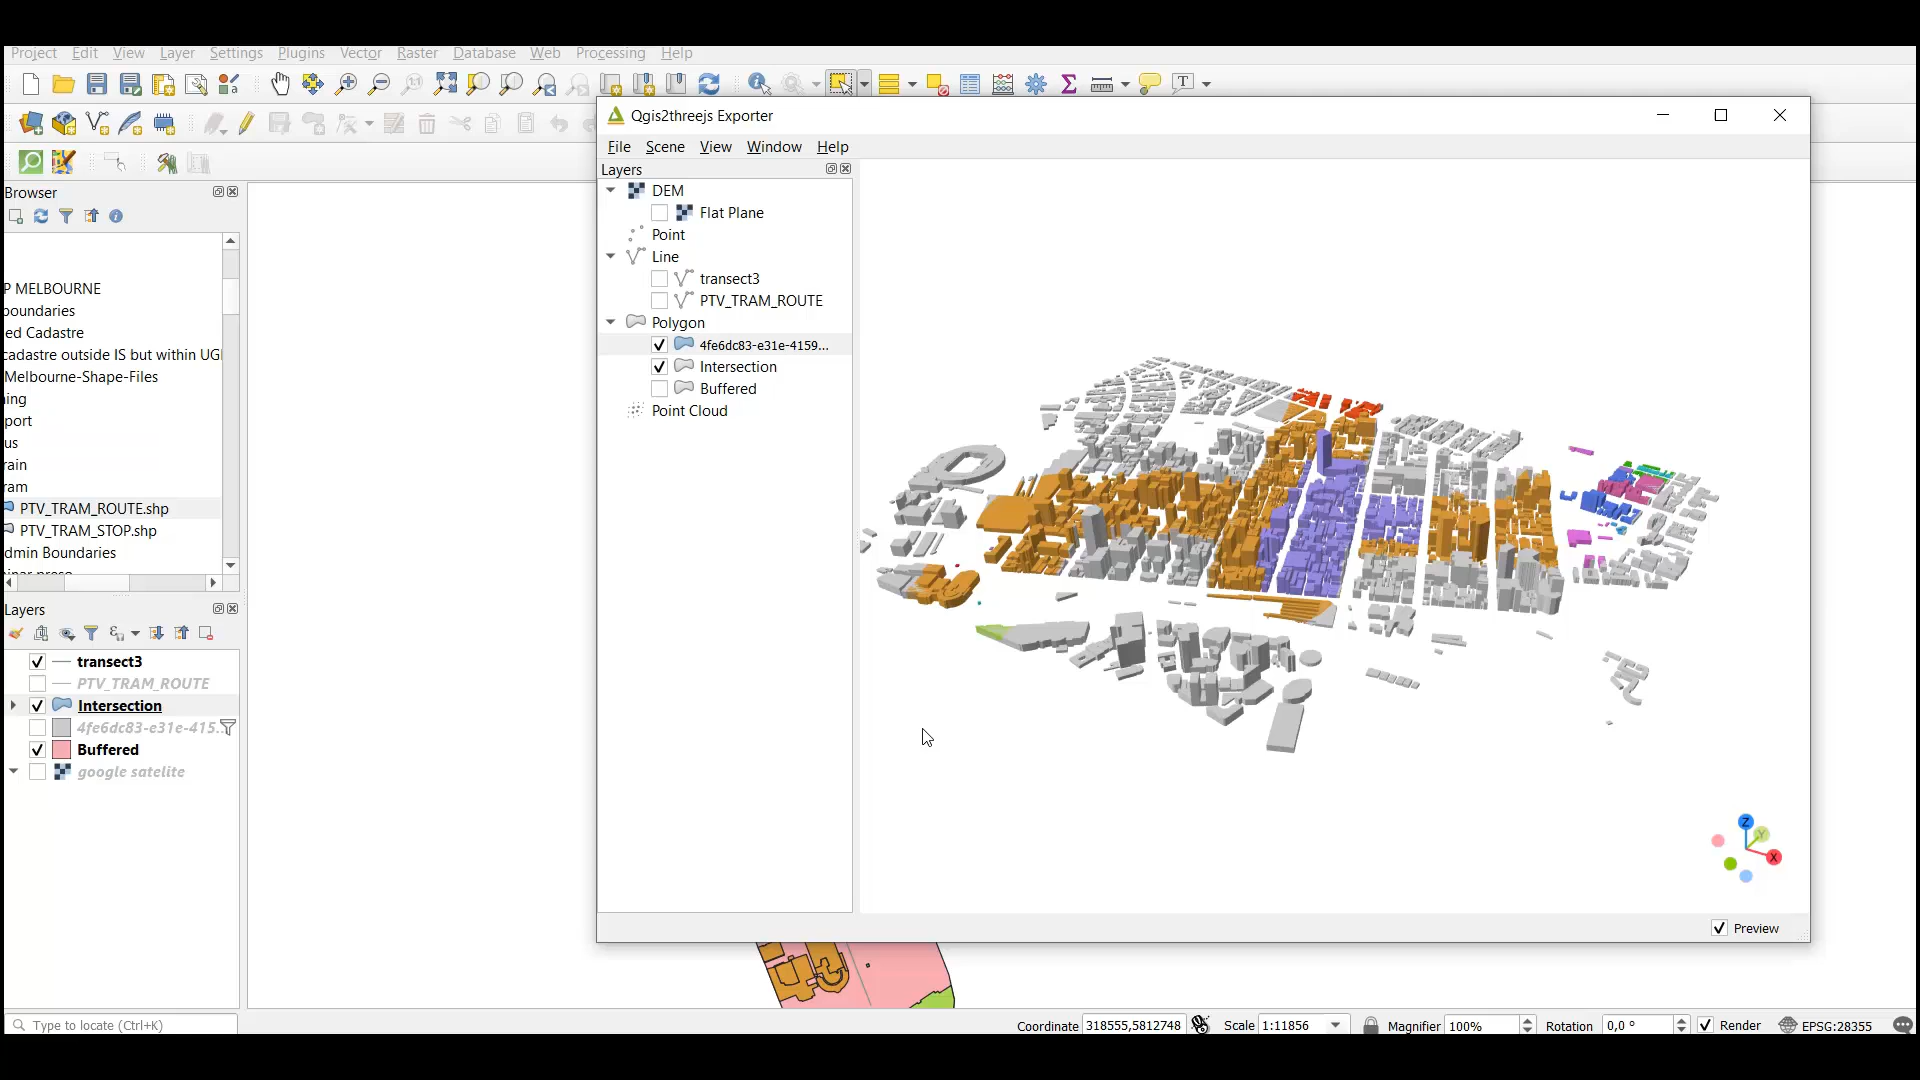 Project Edit View Layer Settings Plugins Vector Raster Database Web Processing Help
Qgis2threejs Exporter
File Scene View Window Help
Layers
DEM
Flat Plane
Point
Line
transect3
PTV_TRAM_ROUTE
Polygon
4fe6dc83-e31e-4159...
Intersection
Buffered
Point Cloud
Z
Y
X
Preview
Browser
P MELBOURNE
boundaries
ed Cadastre
cadastre outside IS but within UG
Melbourne-Shape-Files
ing
port
us
rain
ram
PTV_TRAM_ROUTE.shp
PTV_TRAM_STOP.shp
dmin Boundaries
Layers
transect3
PTV_TRAM_ROUTE
Intersection
4fe6dc83-e31e-415...
Buffered
google satelite
Type to locate (Ctrl+K)
Coordinate 318555,5812748 Scale 1:11856 Magnifier 100% Rotation 0,0 ° Render EPSG:28355